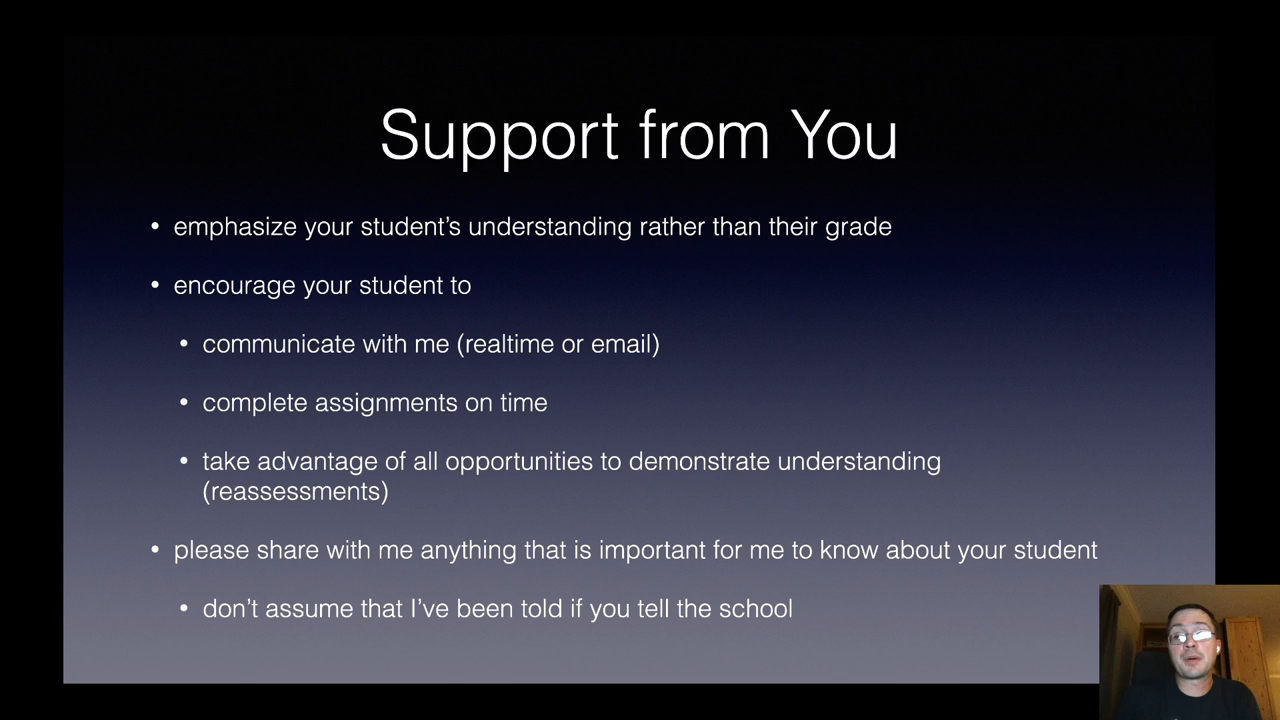 Support from You
• emphasize your student’s understanding rather than their grade
• encourage your student to
• communicate with me (realtime or email)
• complete assignments on time
• take advantage of all opportunities to demonstrate understanding
(reassessments)
• please share with me anything that is important for me to know about your student
• don’t assume that I’ve been told if you tell the school